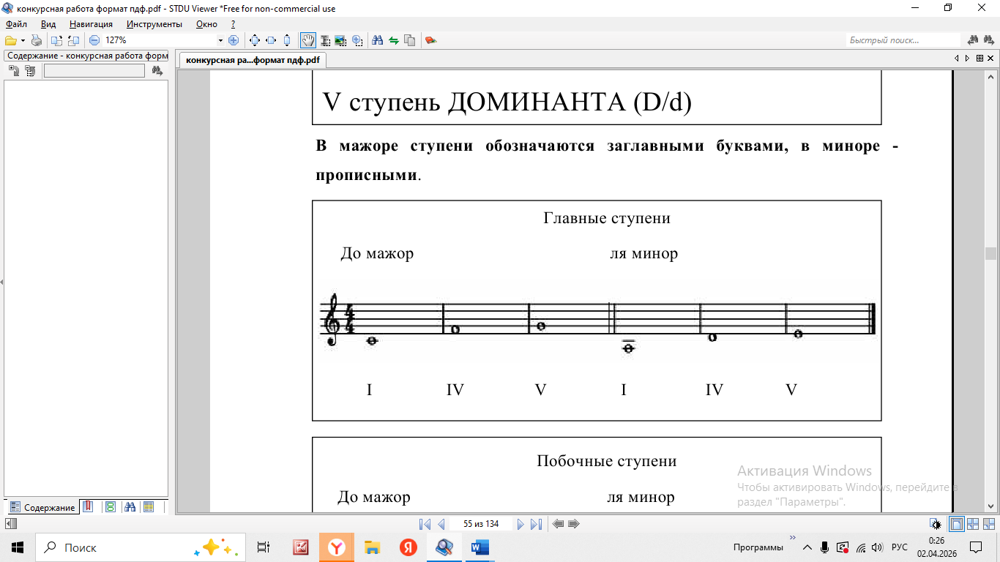 конкурсная работа формат пдф.pdf - STDU Viewer *Free for non-commercial use
Файл Вид Навигация Инструменты Окно ?
127%
Быстрый поиск...
Содержание - конкурсная работа форм
конкурсная ра...формат пдф.pdf
V ступень ДОМИНАНТА (D/d)
В мажоре ступени обозначаются заглавными буквами, в миноре -
прописными.
Главные ступени
До мажор ля минор
4
4
I IV V I IV V
Побочные ступени
До мажор ля минор
Активация Windows
Чтобы активировать Windows, перейдите в
раздел "Параметры".
Содержание
55 из 134
Поиск
Программы
РУС
0:26
02.04.2026